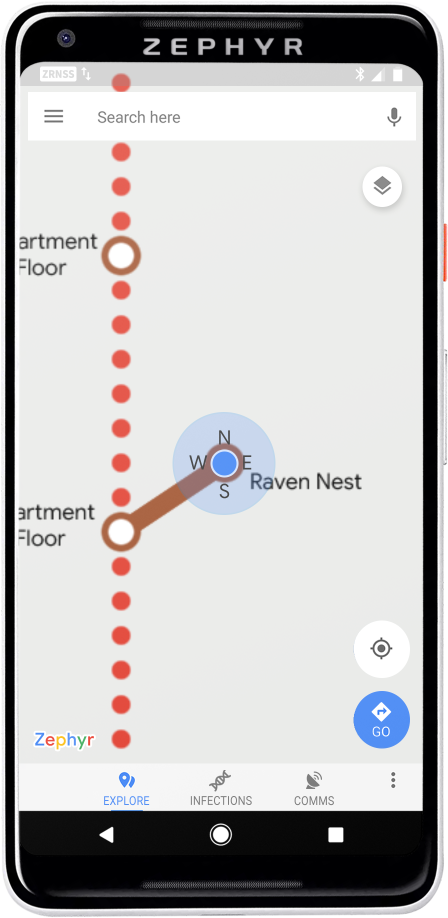 ZEPHYR
ZRNSS
Search here
artment
Floor
N
W E
S
Raven Nest
artment
Floor
GO
Zephyr
EXPLORE INFECTIONS COMMS